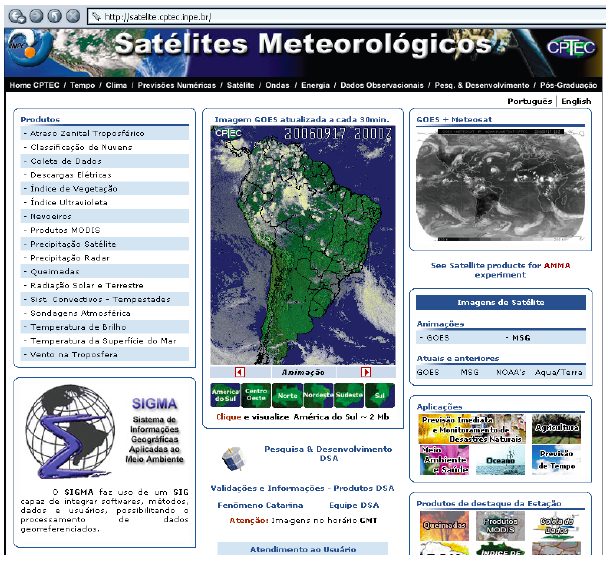 http://satelite.cptec.inpe.br/
INPE
Satélites Meteorológicos
CPTEC
Home CPTEC / Tempo / Clima / Previsões Numéricas / Satélite / Ondas / Energia / Dados Observacionais / Pesq. & Desenvolvimento / Pós-Graduação
Português | English
Produtos
- Atraso Zenital Troposférico
- Classificação de Nuvens
- Coleta de Dados
- Descargas Elétricas
- Índice de Vegetação
- Índice Ultravioleta
- Nevoeiros
- Produtos MODIS
- Precipitação Satélite
- Precipitação Radar
- Queimadas
- Radiação Solar e Terrestre
- Sist. Convectivos - Tempestades
- Sondagens Atmosférica
- Temperatura de Brilho
- Temperatura da Superfície do Mar
- Vento na Troposfera
SIGMA
Sistema de
Informações
Geográficas
Aplicadas ao
Meio Ambiente
O SIGMA faz uso de um SIG
capaz de integrar softwares, métodos,
dados e usuários, possibilitando o
processamento de dados
georeferenciados.
Imagem GOES atualizada a cada 30min.
CPTEC 20060917 2000Z
Animação
América do Sul
Centro Oeste
Norte
Nordeste
Sudeste
Sul
Clique e visualize América do Sul ~ 2 Mb
Pesquisa & Desenvolvimento
DSA
Validações e Informações - Produtos DSA
Fenômeno Catarina Equipe DSA
Atenção: Imagens no horário GMT
Atendimento ao Usuário
GOES + Meteosat
See Satellite products for AMMA
experiment
Imagens de Satélite
Animações
- GOES - MSG
Atuais e anteriores
GOES MSG NOAA's Aqua/Terra
Aplicações
Previsão Imediata
e Monitoramento de
Desastres Naturais
Agricultura
Meio
Ambiente
e Saúde
Oceano
Previsão
de Tempo
Produtos de destaque da Estação
Queimadas
Produtos
MODIS
Coleta de
Dados
ÍNDICE DE